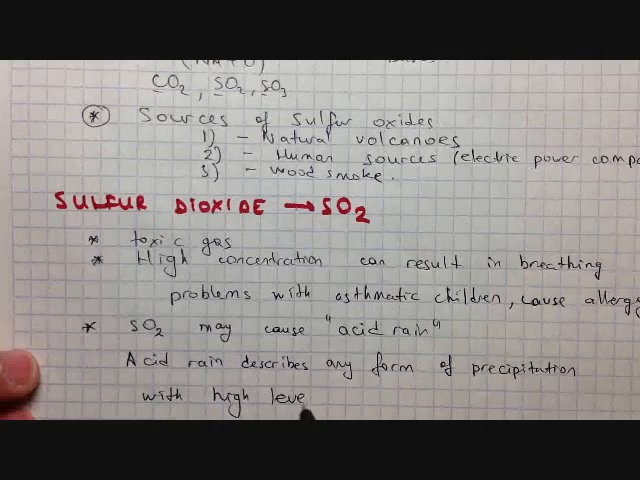 CO2, SO2, SO3
* Sources of sulfur oxides
1) - Natural volcanoes
2) - Human sources (electric power comp
3) - Wood smoke.
SULFUR DIOXIDE → SO2
* toxic gas
* High concentration can result in breathing
problems with asthmatic children, cause allergy
* SO2 may cause "acid rain"
Acid rain describes any form of precipitation
with high leve